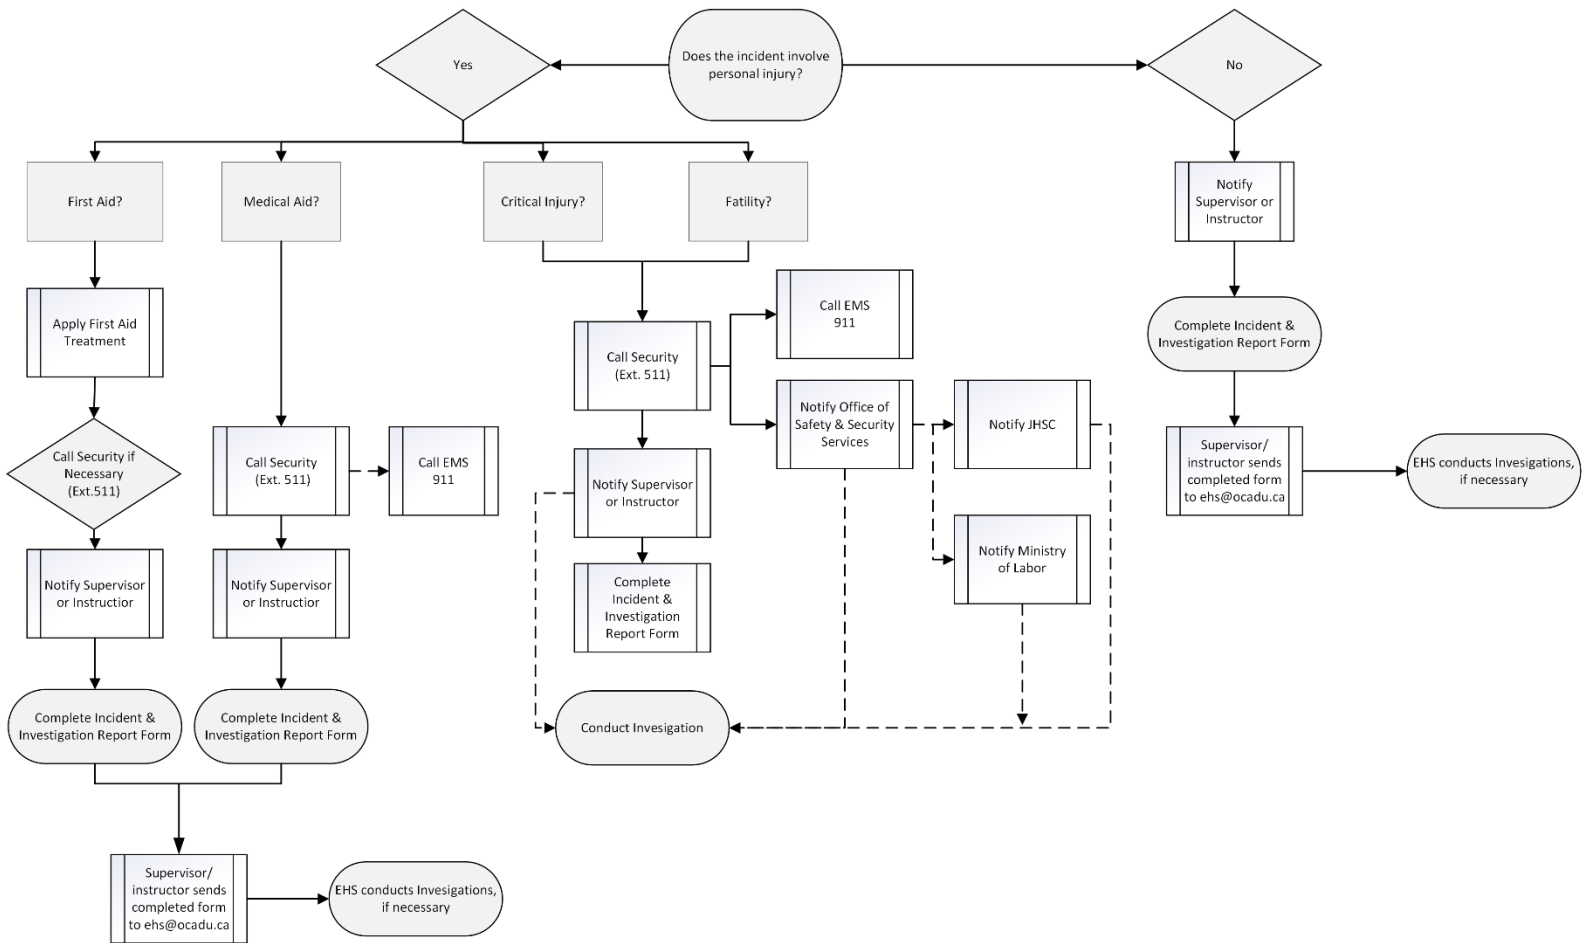 Does the incident involve
personal injury?
Yes
No
First Aid?
Medical Aid?
Critical Injury?
Fatility?
Notify
Supervisor or
Instructor
Apply First Aid
Treatment
Call Security
(Ext. 511)
Call EMS
911
Complete Incident &
Investigation Report Form
Call Security if
Necessary
(Ext.511)
Call Security
(Ext. 511)
Call EMS
911
Notify Supervisor
or Instructor
Notify Office of
Safety & Security
Services
Notify JHSC
Supervisor/
instructor sends
completed form
to ehs@ocadu.ca
EHS conducts Invesigations,
if necessary
Notify Supervisor
or Instructior
Notify Supervisor
or Instructior
Complete
Incident &
Investigation
Report Form
Notify Ministry
of Labor
Complete Incident &
Investigation Report Form
Complete Incident &
Investigation Report Form
Conduct Invesigation
Supervisor/
instructor sends
completed form
to ehs@ocadu.ca
EHS conducts Invesigations,
if necessary